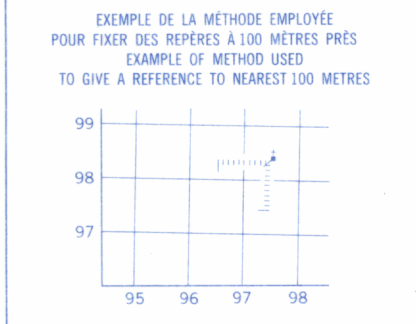 EXEMPLE DE LA MÉTHODE EMPLOYÉE
POUR FIXER DES REPÈRES À 100 MÈTRES PRÈS
EXAMPLE OF METHOD USED
TO GIVE A REFERENCE TO NEAREST 100 METRES
99
98
97
95 96 97 98